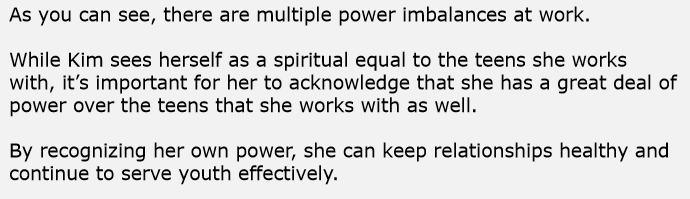 As you can see, there are multiple power imbalances at work.
While Kim sees herself as a spiritual equal to the teens she works
with, it's important for her to acknowledge that she has a great deal of
power over the teens that she works with as well.
By recognizing her own power, she can keep relationships healthy and
continue to serve youth effectively.